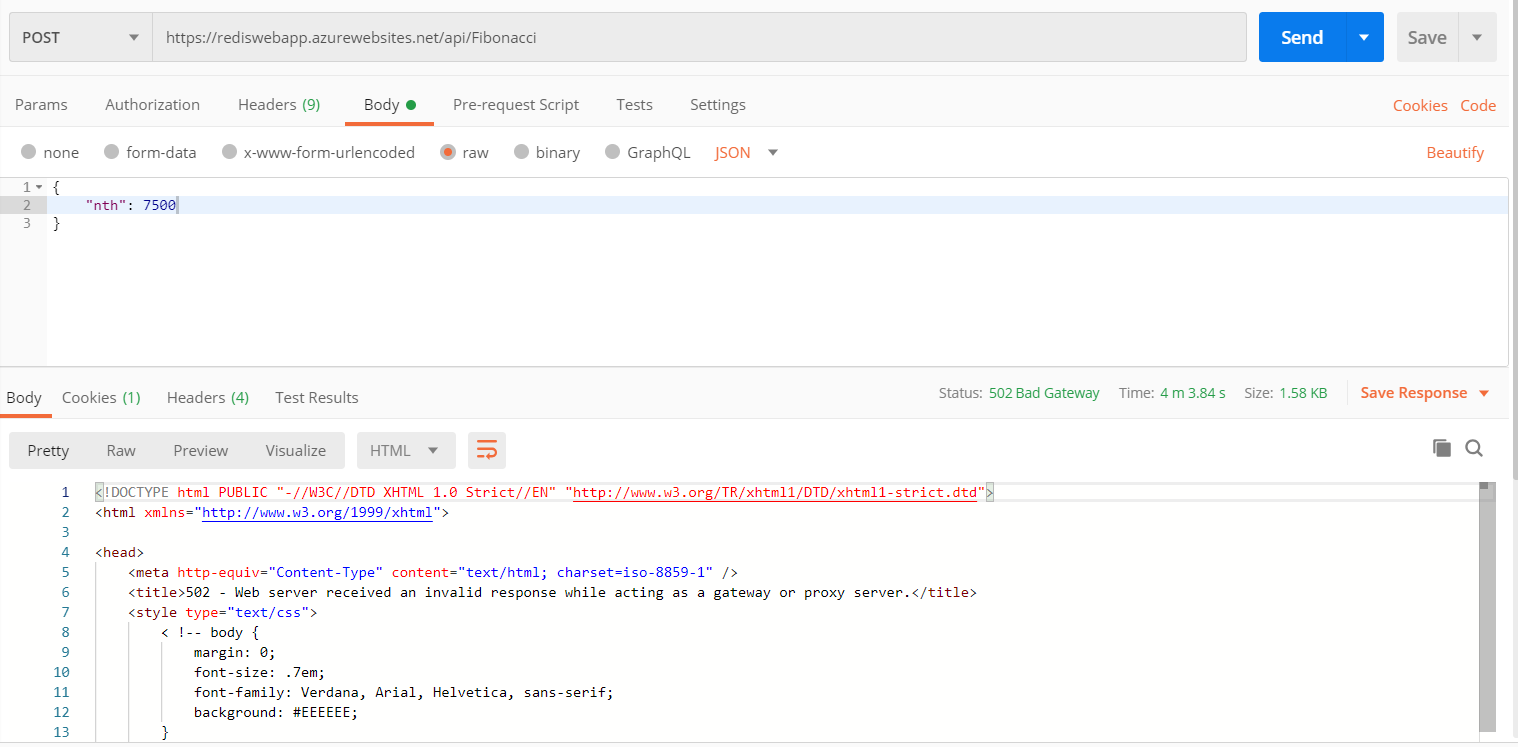 POST https://rediswebapp.azurewebsites.net/api/Fibonacci Send Save
Params Authorization Headers (9) Body Pre-request Script Tests Settings Cookies Code
none form-data x-www-form-urlencoded raw binary GraphQL JSON Beautify
1 {
2 "nth": 7500
3 }
Body Cookies (1) Headers (4) Test Results Status: 502 Bad Gateway Time: 4 m 3.84 s Size: 1.58 KB Save Response
Pretty Raw Preview Visualize HTML
1 <!DOCTYPE html PUBLIC "-//W3C//DTD XHTML 1.0 Strict//EN" "http://www.w3.org/TR/xhtml1/DTD/xhtml1-strict.dtd">
2 <html xmlns="http://www.w3.org/1999/xhtml">
3
4 <head>
5 <meta http-equiv="Content-Type" content="text/html; charset=iso-8859-1" />
6 <title>502 - Web server received an invalid response while acting as a gateway or proxy server.</title>
7 <style type="text/css">
8 < !-- body {
9 margin: 0;
10 font-size: .7em;
11 font-family: Verdana, Arial, Helvetica, sans-serif;
12 background: #EEEEEE;
13 }